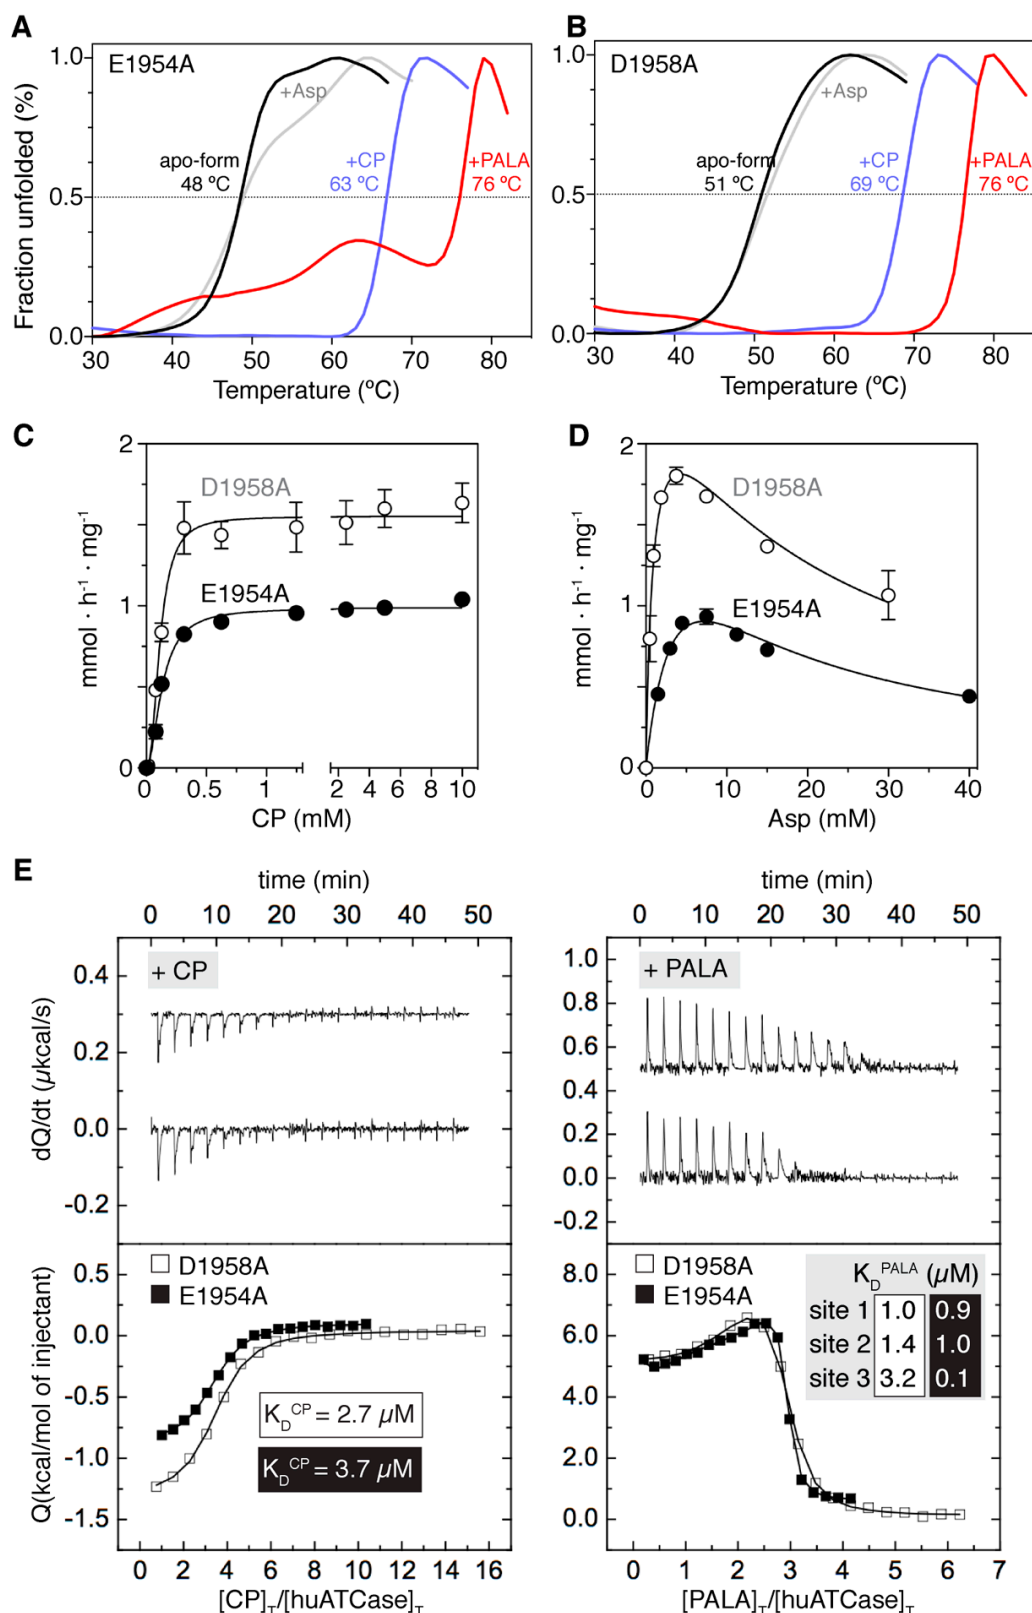 A
E1954A
Fraction unfolded (%)
1.0
0.5
0.0
+Asp
apo-form
48 ºC
+CP
63 ºC
+PALA
76 ºC
30 40 50 60 70 80
Temperature (ºC)
B
D1958A
1.0
0.5
0.0
+Asp
apo-form
51 ºC
+CP
69 ºC
+PALA
76 ºC
30 40 50 60 70 80
Temperature (ºC)
C
mmol · h⁻¹ · mg⁻¹
2
1
0
D1958A
E1954A
0 0.5 1 2 4 6 8 10
CP (mM)
D
mmol · h⁻¹ · mg⁻¹
2
1
0
D1958A
E1954A
0 10 20 30 40
Asp (mM)
E
time (min)
0 10 20 30 40 50
+ CP
dQ/dt (µkcal/s)
0.4
0.2
0.0
-0.2
D1958A
E1954A
Q(kcal/mol of injectant)
0.5
0.0
-0.5
-1.0
-1.5
K_D^CP = 2.7 µM
K_D^CP = 3.7 µM
0 2 4 6 8 10 12 14 16
[CP]_T/[huATCase]_T
time (min)
0 10 20 30 40 50
+ PALA
1.0
0.8
0.6
0.4
0.2
0.0
-0.2
D1958A
E1954A
K_D^PALA (µM)
site 1 1.0 0.9
site 2 1.4 1.0
site 3 3.2 0.1
8.0
6.0
4.0
2.0
0.0
0 1 2 3 4 5 6 7
[PALA]_T/[huATCase]_T